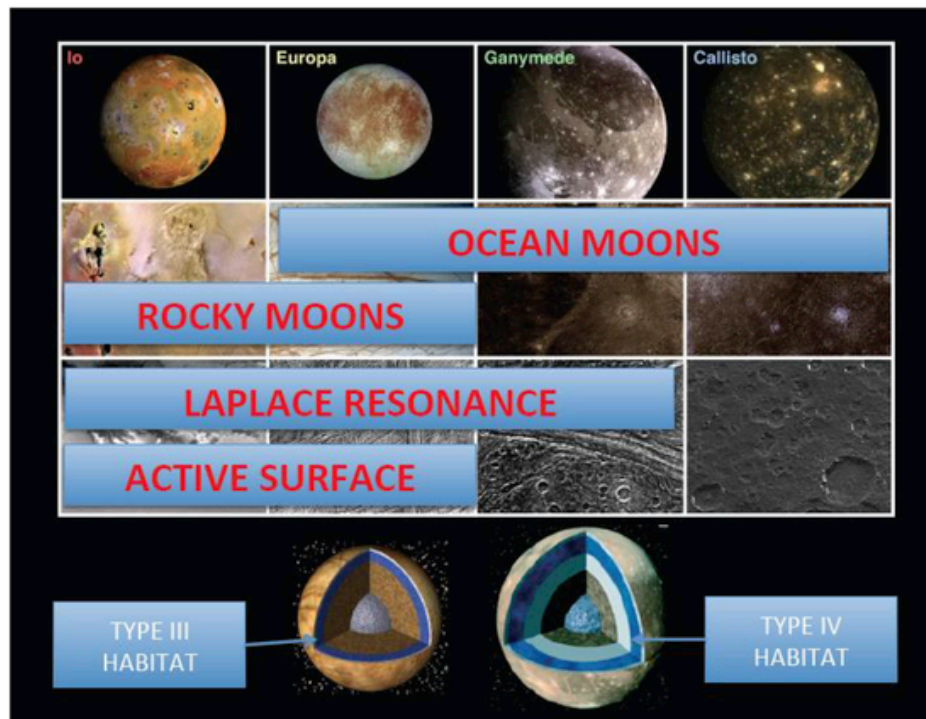 Io
Europa
Ganymede
Callisto
OCEAN MOONS
ROCKY MOONS
LAPLACE RESONANCE
ACTIVE SURFACE
TYPE III
HABITAT
TYPE IV
HABITAT